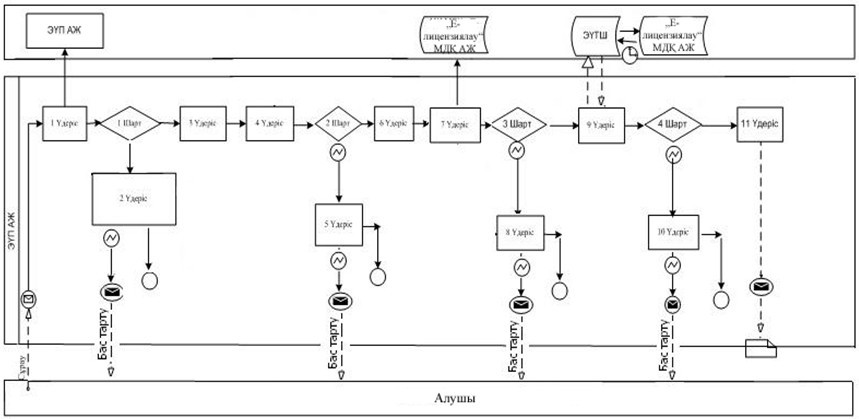 ЭҮП АЖ
„Е-
лицензиялау“
МДҚ АЖ
ЭҮТШ
„Е-
лицензиялау“
МДҚ АЖ
ЭҮП АЖ
1 Үдеріс
1 Шарт
3 Үдеріс
4 Үдеріс
2 Шарт
6 Үдеріс
7 Үдеріс
3 Шарт
9 Үдеріс
4 Шарт
11 Үдеріс
2 Үдеріс
5 Үдеріс
8 Үдеріс
10 Үдеріс
Сұрау
Бас тарту
Бас тарту
Бас тарту
Бас тарту
Алушы